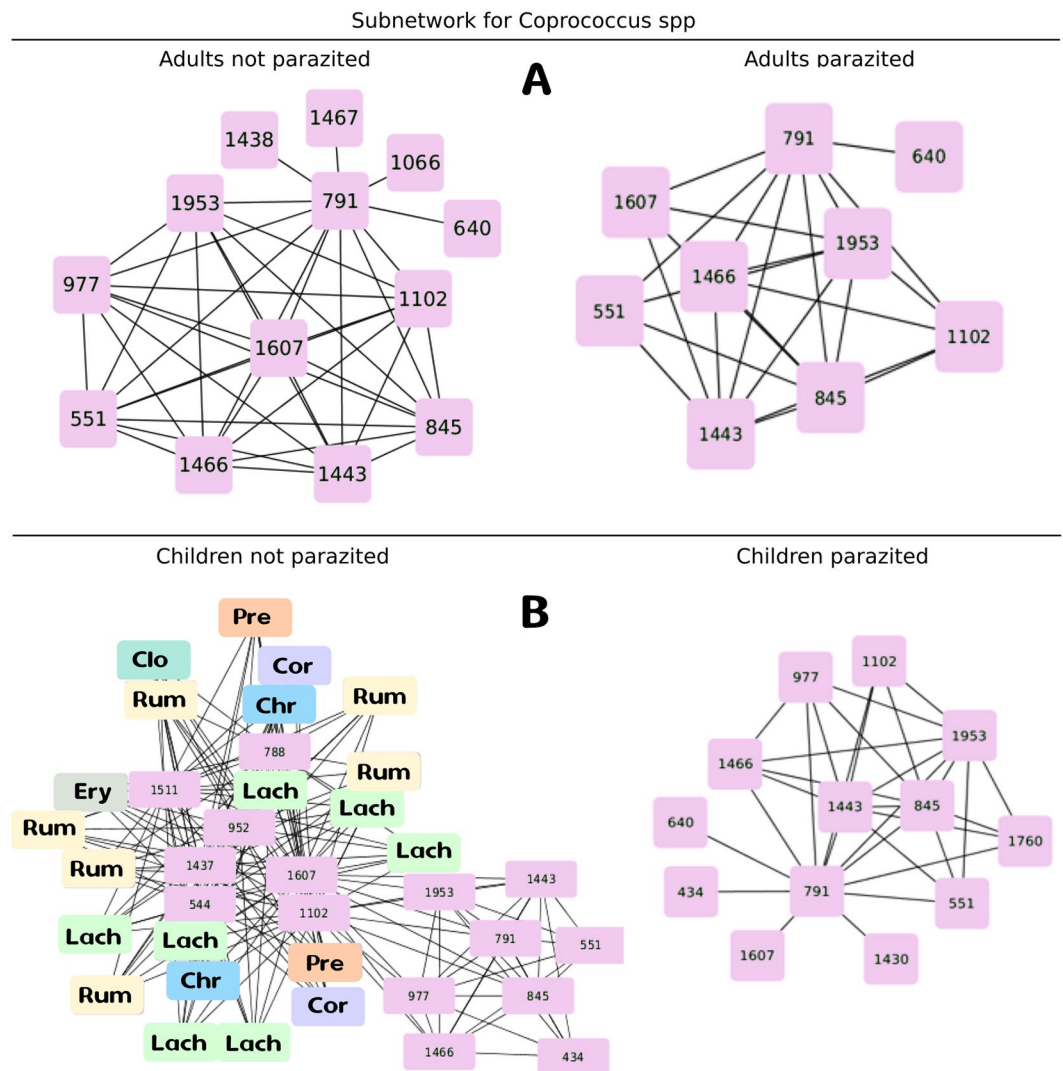 Subnetwork for Coprococcus spp
Adults not parazited
A
Adults parazited
1467
1438
1066
1953
791
640
977
1102
1607
551
845
1466
1443
791
640
1607
1953
1466
551
1102
845
1443
Children not parazited
B
Children parazited
Pre
Clo
Cor
Rum
Chr
Rum
788
Rum
1511
Ery
Lach
Lach
952
Rum
Lach
1437
Rum
1607
544
1102
Lach
Lach
Pre
Chr
Rum
Cor
Lach
Lach
1953
1443
791
551
977
845
1466
434
977
1102
1953
1466
1443
845
640
1760
434
791
551
1607
1430